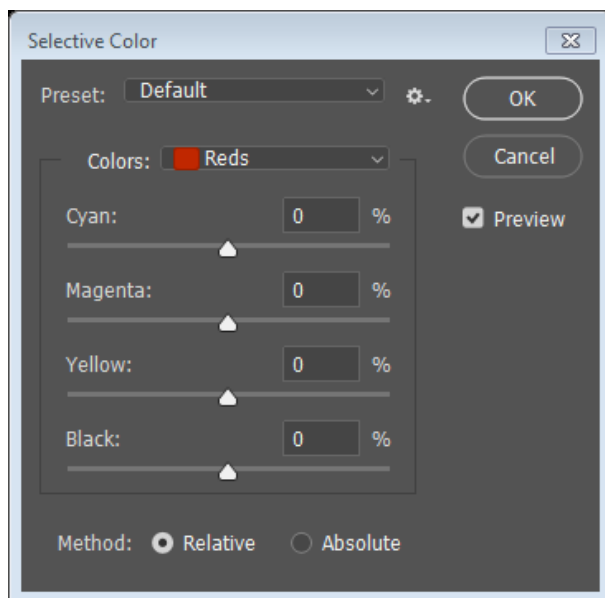 Selective Color
Preset: Default
OK
Colors: Reds
Cancel
Cyan: 0 %
Preview
Magenta: 0 %
Yellow: 0 %
Black: 0 %
Method: Relative Absolute